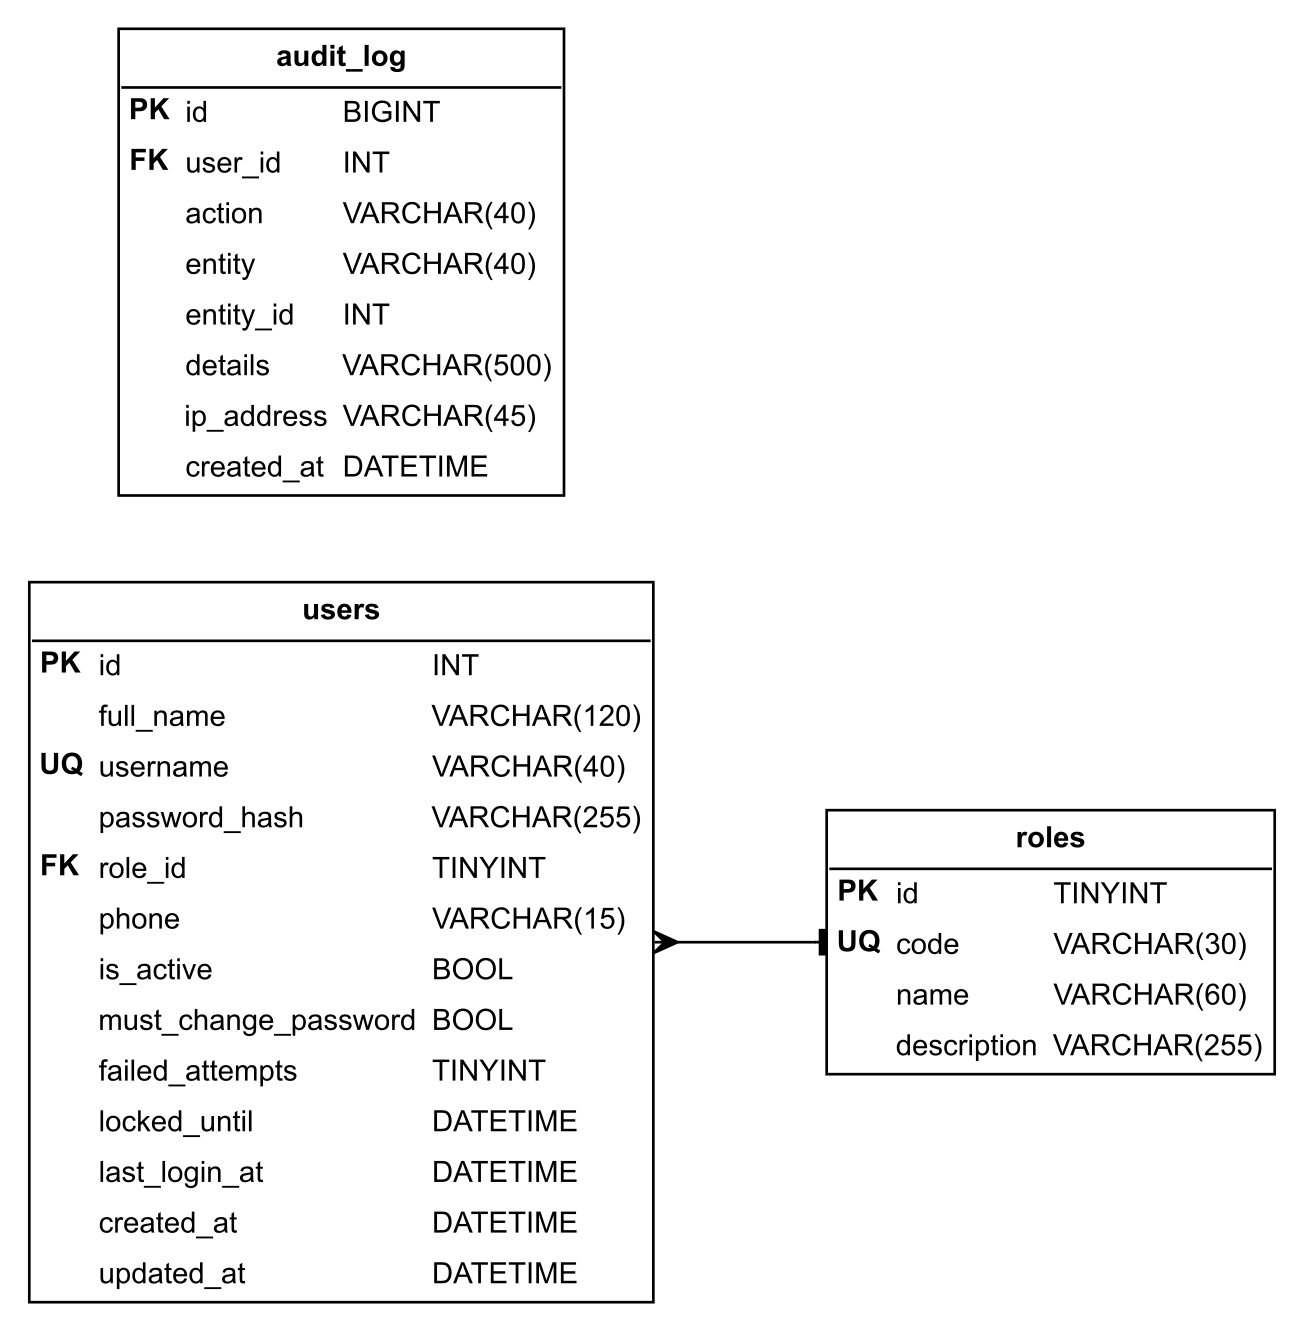 audit_log
PK id BIGINT
FK user_id INT
action VARCHAR(40)
entity VARCHAR(40)
entity_id INT
details VARCHAR(500)
ip_address VARCHAR(45)
created_at DATETIME
users
PK id INT
full_name VARCHAR(120)
UQ username VARCHAR(40)
password_hash VARCHAR(255)
FK role_id TINYINT
phone VARCHAR(15)
is_active BOOL
must_change_password BOOL
failed_attempts TINYINT
locked_until DATETIME
last_login_at DATETIME
created_at DATETIME
updated_at DATETIME
roles
PK id TINYINT
UQ code VARCHAR(30)
name VARCHAR(60)
description VARCHAR(255)